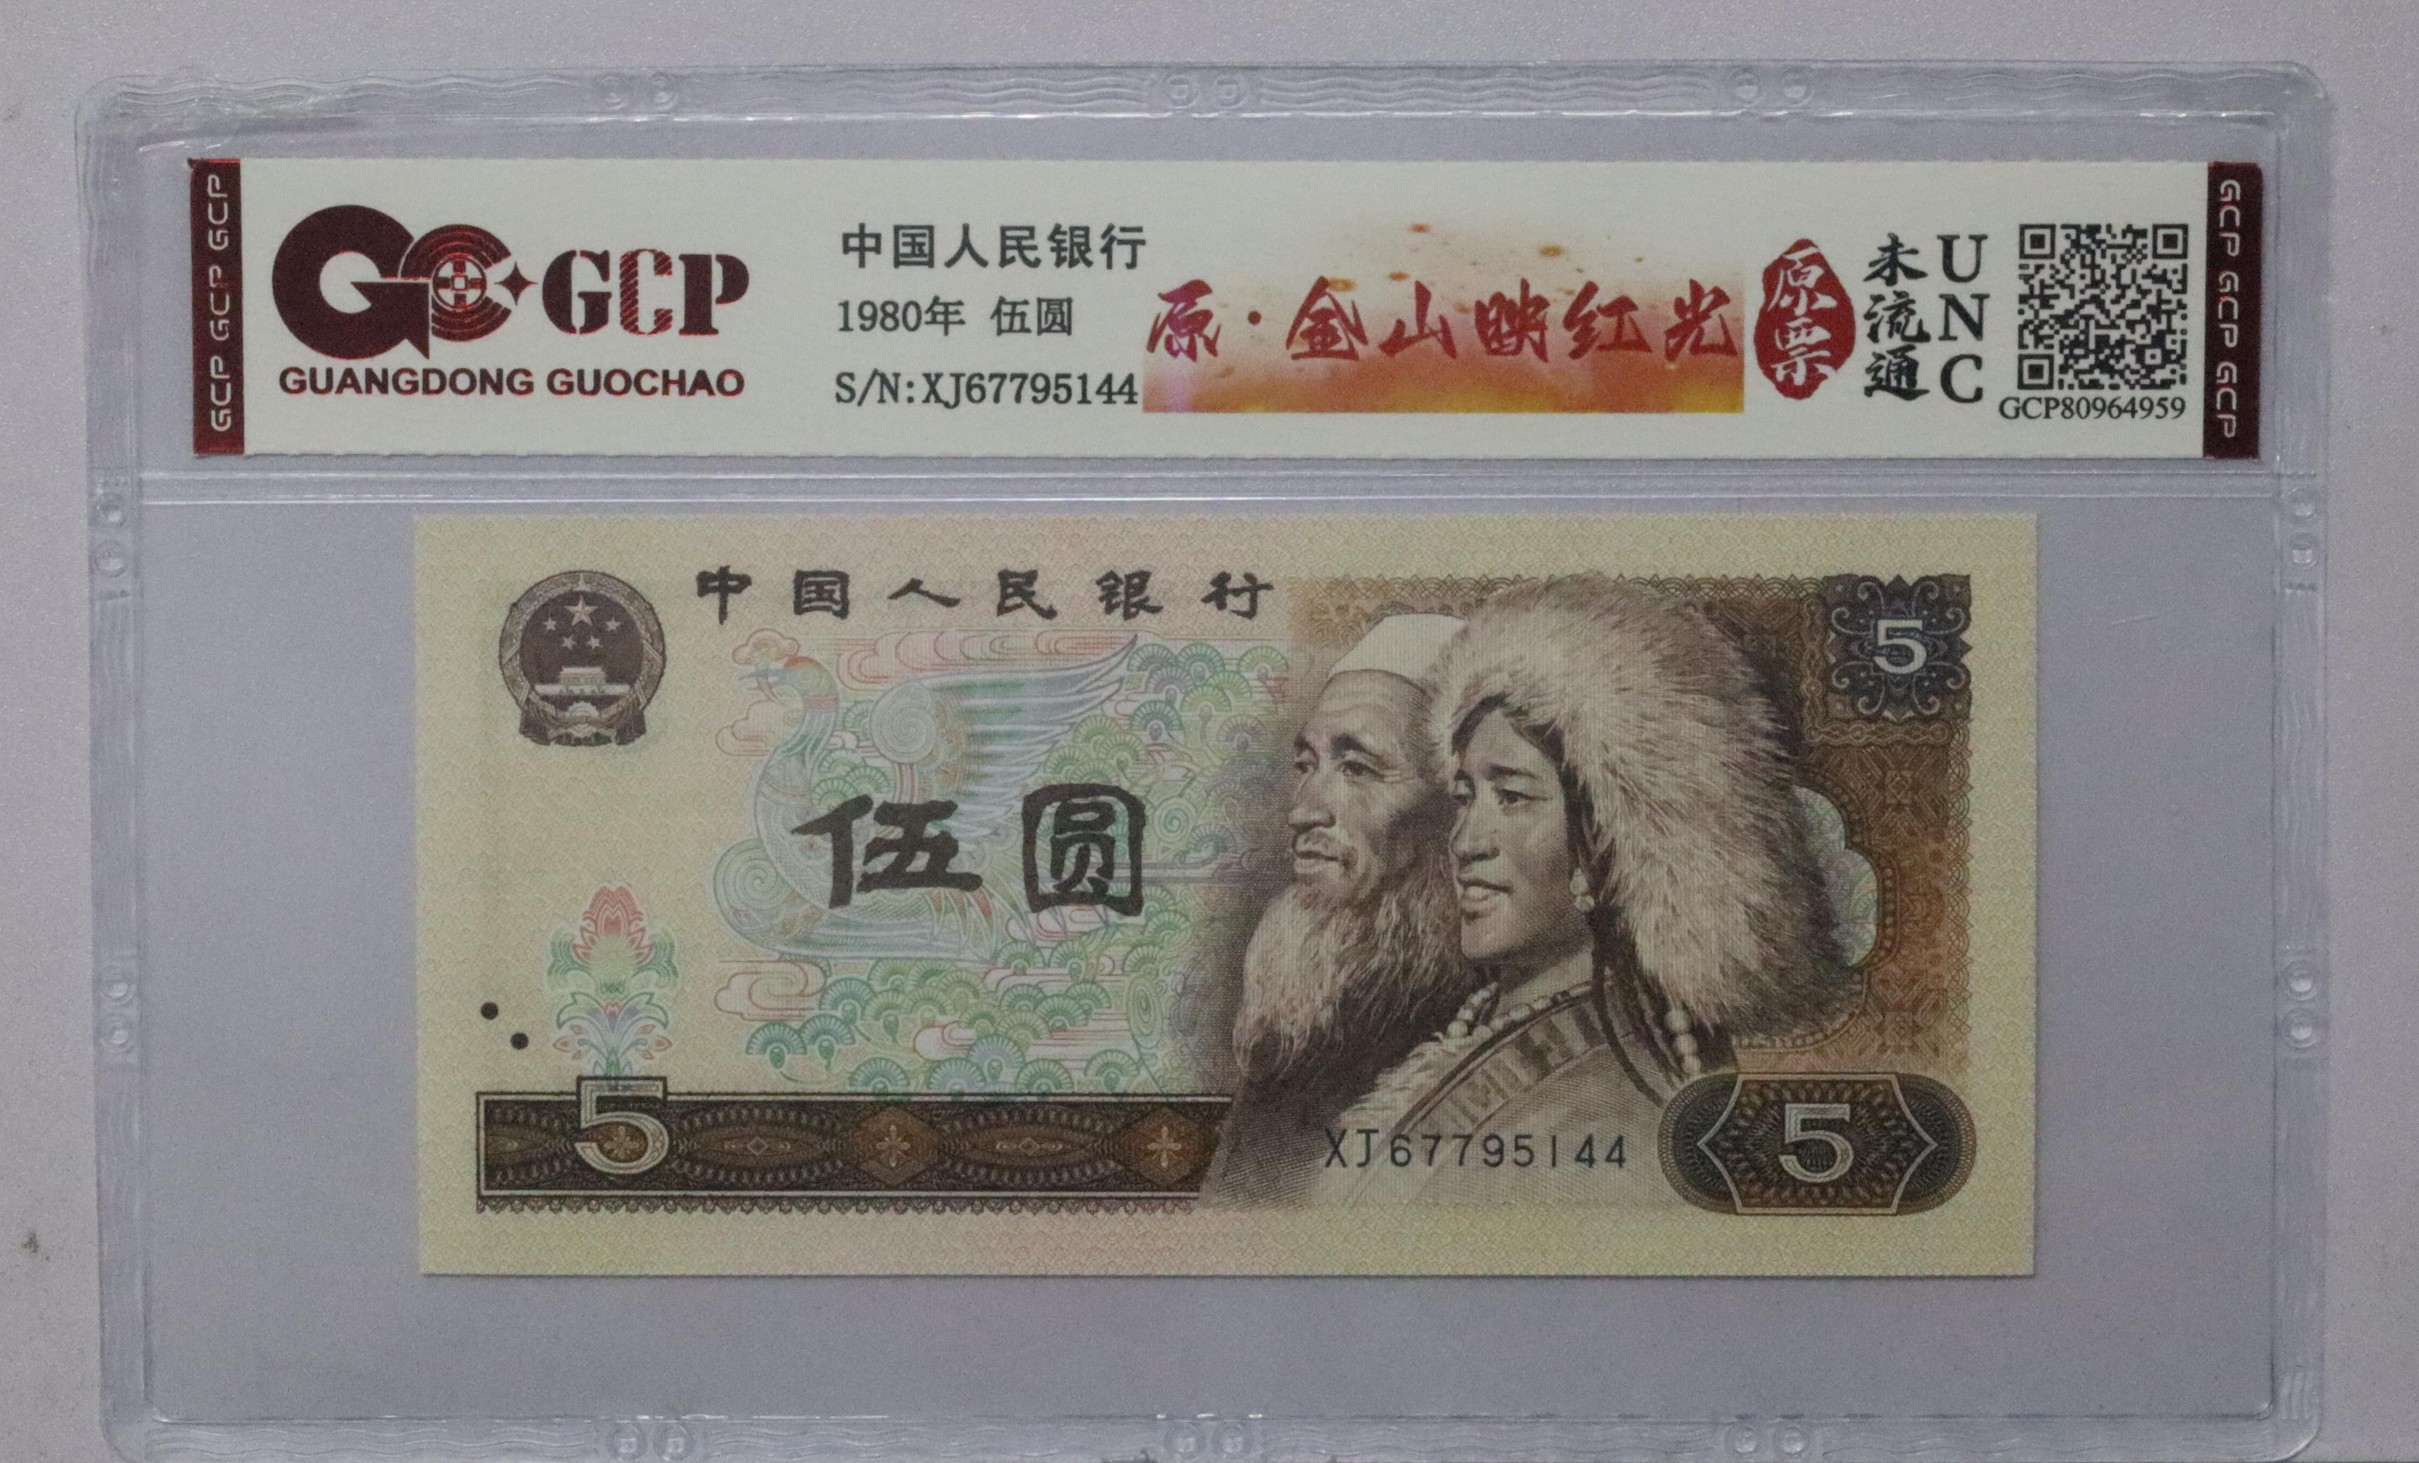 GCP GCP GCP
GCP
GUANGDONG GUOCHAO
中国人民银行
1980年 伍圆
S/N:XJ67795144
原·金山映红光
原票
未流通
UNC
GCP80964959
GCP GCP GCP
中国人民银行
5
伍圆
5
XJ67795144
5